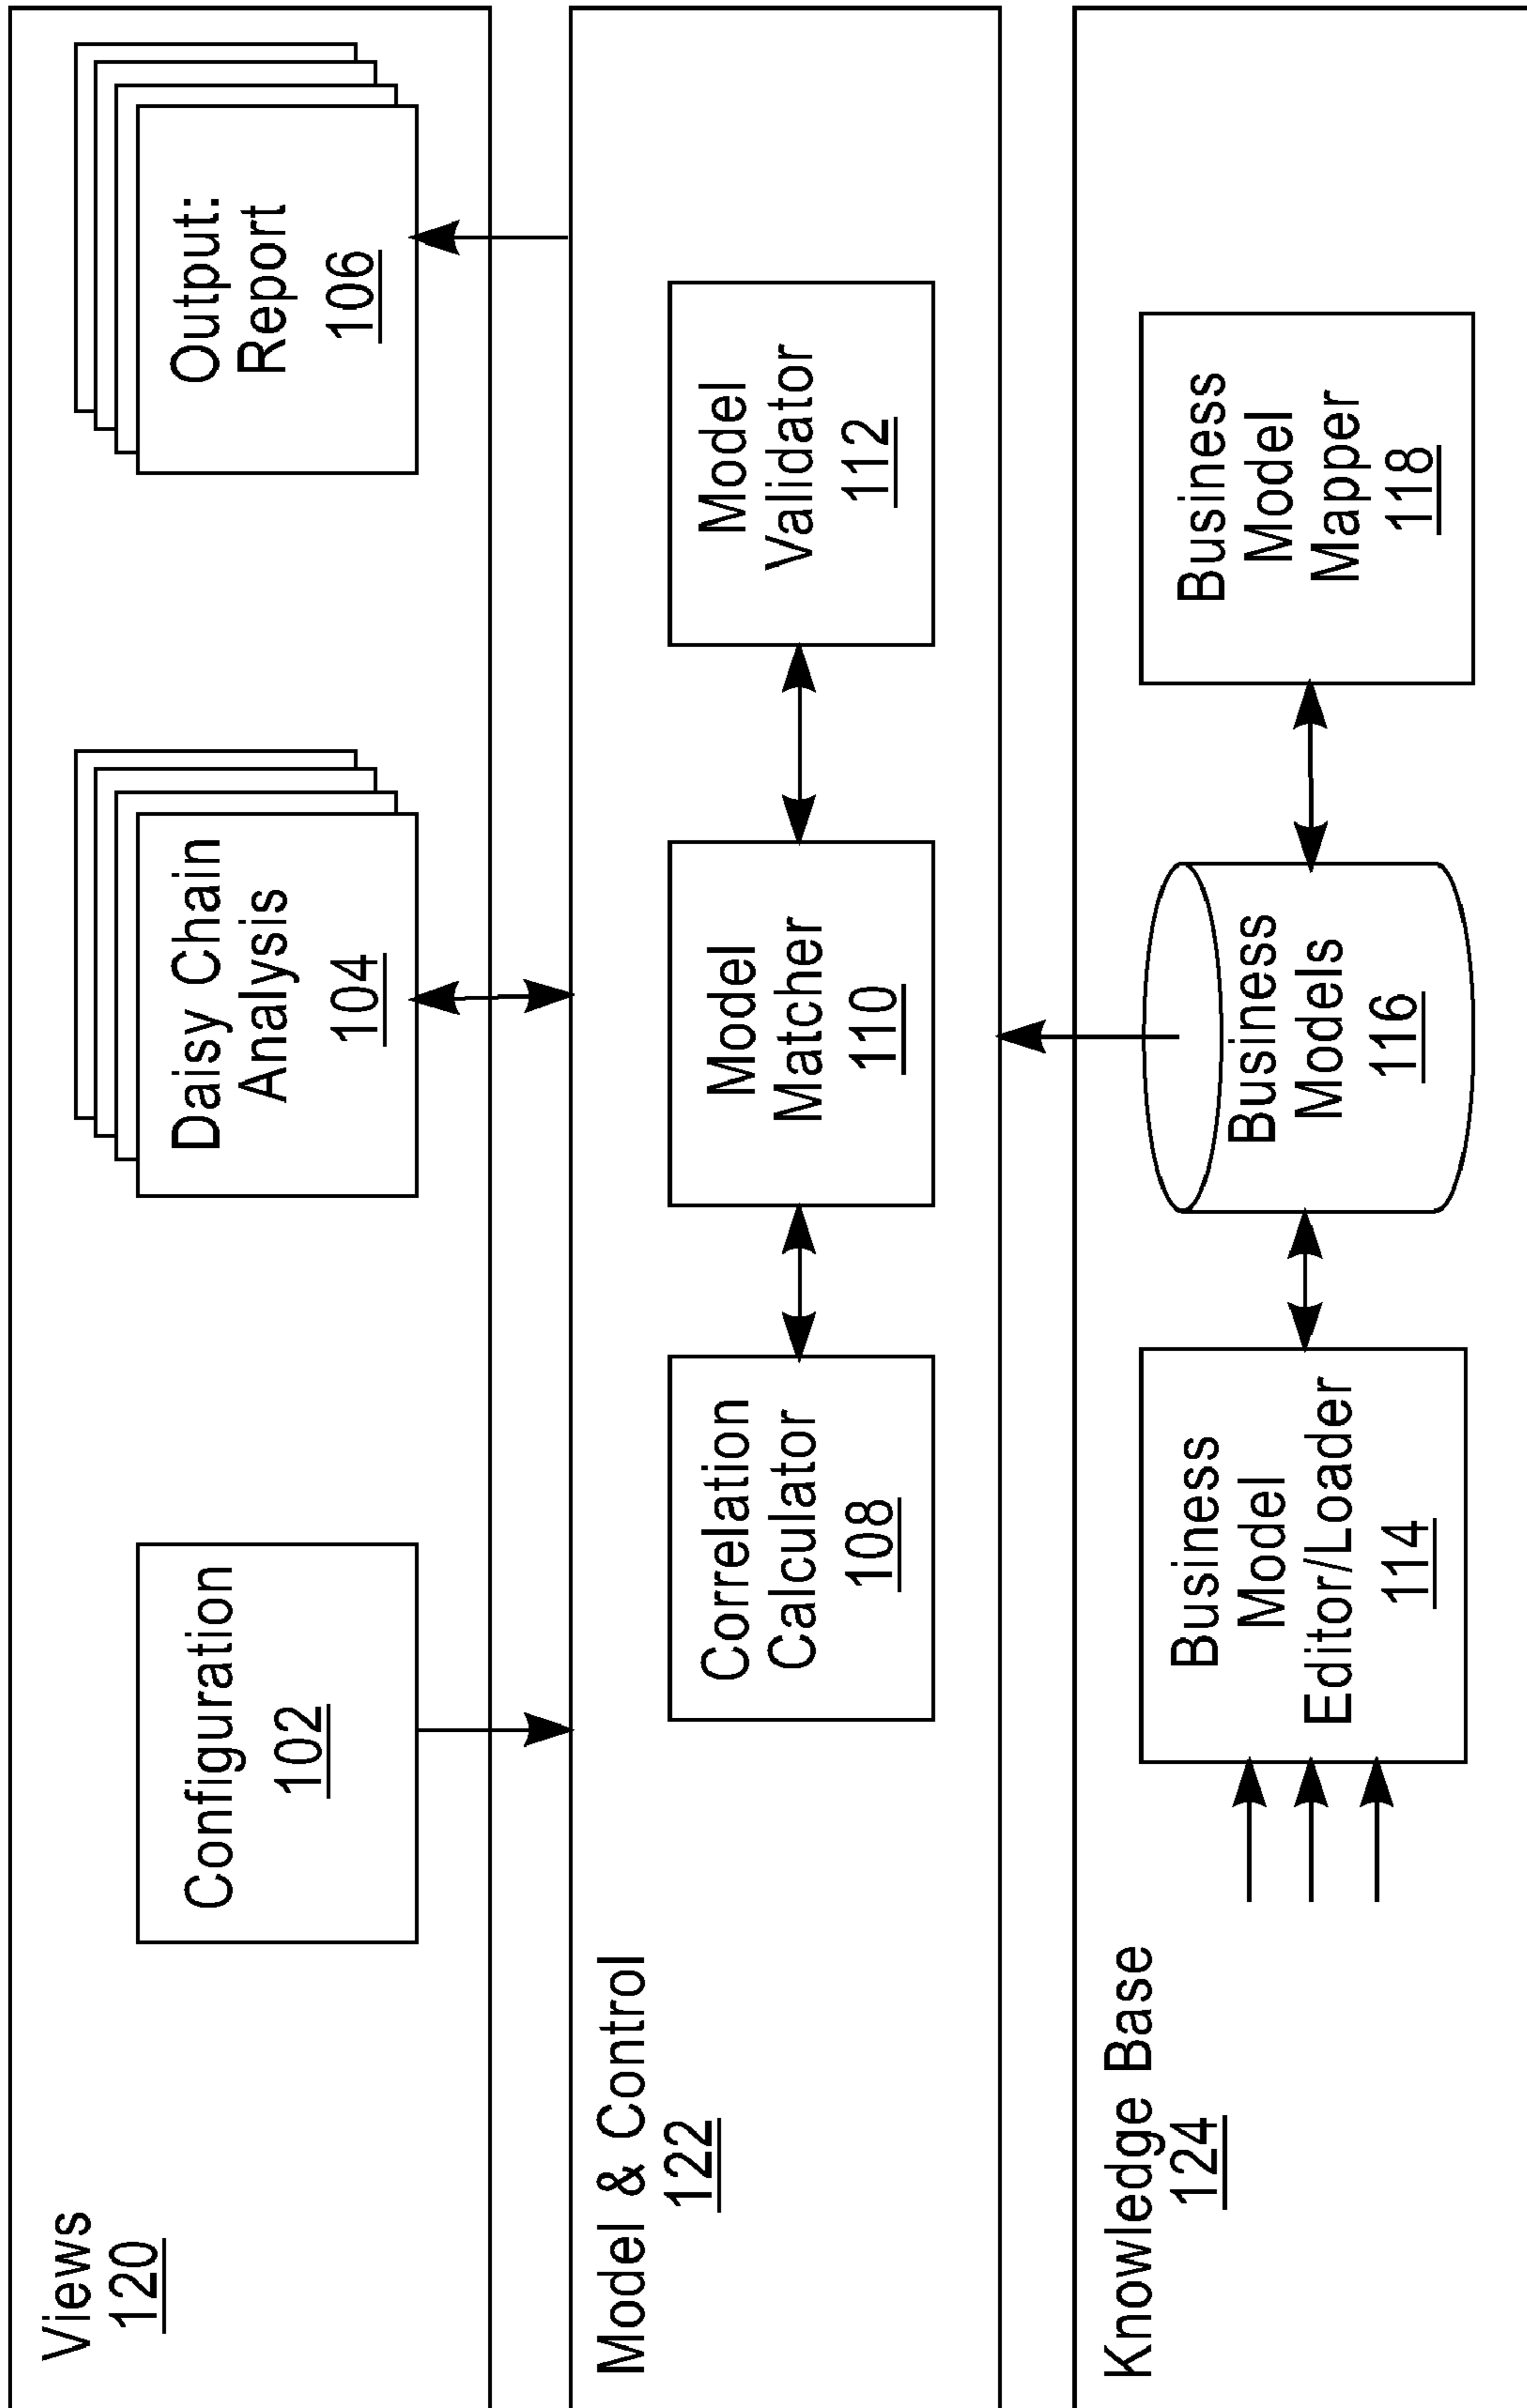 Views
120
Configuration
102
Daisy Chain
Analysis
104
Output:
Report
106
Model & Control
122
Correlation
Calculator
108
Model
Matcher
110
Model
Validator
112
Knowledge Base
124
Business
Model
Editor/Loader
114
Business
Models
116
Business
Model
Mapper
118